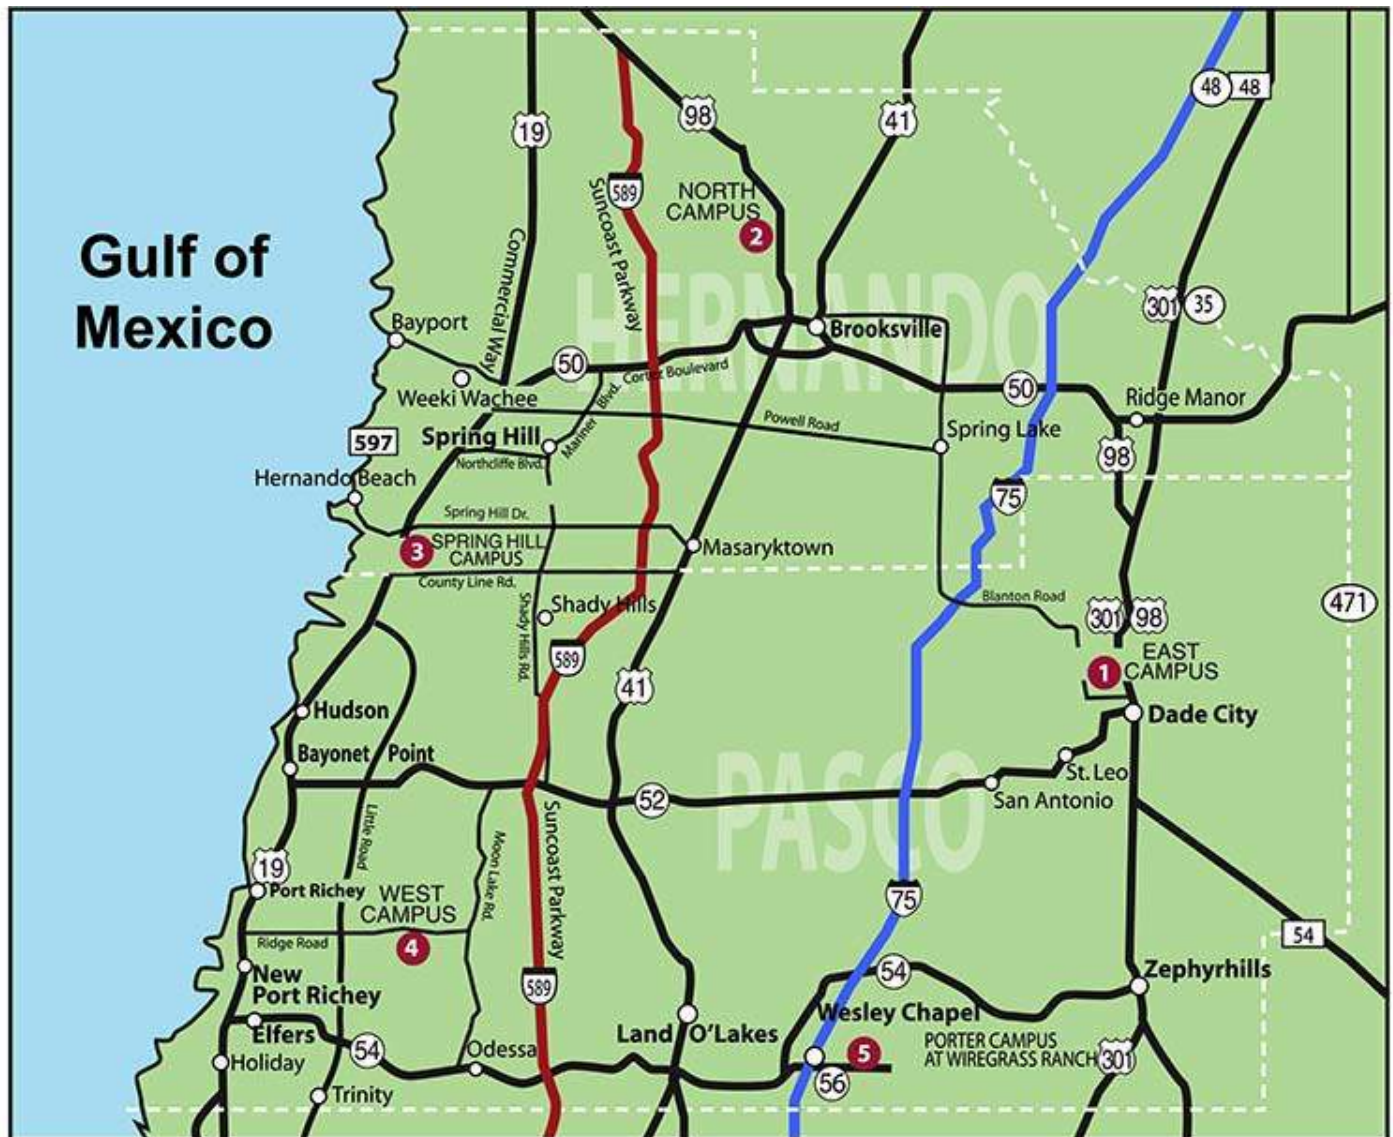 48
48
19
98
41
589
Suncoast Parkway
NORTH
CAMPUS
2
Gulf of
Mexico
Commercial Way
HERNANDO
301
35
Bayport
Brooksville
50
Cortez Boulevard
50
Weeki Wachee
Mariner Blvd.
Ridge Manor
Powell Road
597
Spring Hill
Spring Lake
Northcliffe Blvd.
98
Hernando Beach
75
Spring Hill Dr.
3
SPRING HILL
CAMPUS
Masaryktown
County Line Rd.
Shady Hills Rd.
Shady Hills
Blanton Road
301
98
471
589
41
1
EAST
CAMPUS
Hudson
Dade City
Bayonet Point
PASCO
St. Leo
San Antonio
52
Little Road
Moon Lake Rd.
Suncoast Parkway
19
Port Richey
WEST
CAMPUS
75
Ridge Road
4
54
New
Port Richey
589
54
Zephyrhills
Elfers
Land O'Lakes
Wesley Chapel
PORTER CAMPUS
AT WIREGRASS RANCH
301
Holiday
54
Odessa
5
56
Trinity